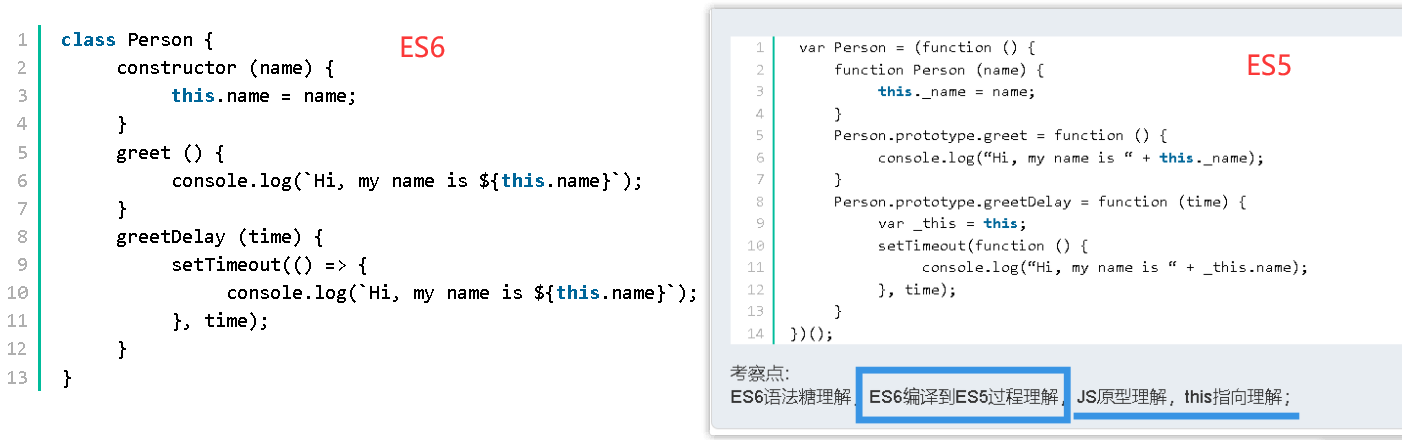 ES6
1 class Person {
2 constructor (name) {
3 this.name = name;
4 }
5 greet () {
6 console.log(`Hi, my name is ${this.name}`);
7 }
8 greetDelay (time) {
9 setTimeout(() => {
10 console.log(`Hi, my name is ${this.name}`);
11 }, time);
12 }
13 }
ES5
1 var Person = (function () {
2 function Person (name) {
3 this._name = name;
4 }
5 Person.prototype.greet = function () {
6 console.log(“Hi, my name is “ + this._name);
7 }
8 Person.prototype.greetDelay = function (time) {
9 var _this = this;
10 setTimeout(function () {
11 console.log(“Hi, my name is “ + _this.name);
12 }, time);
13 }
14 })();
考察点:
ES6语法糖理解，ES6编译到ES5过程理解，JS原型理解，this指向理解；